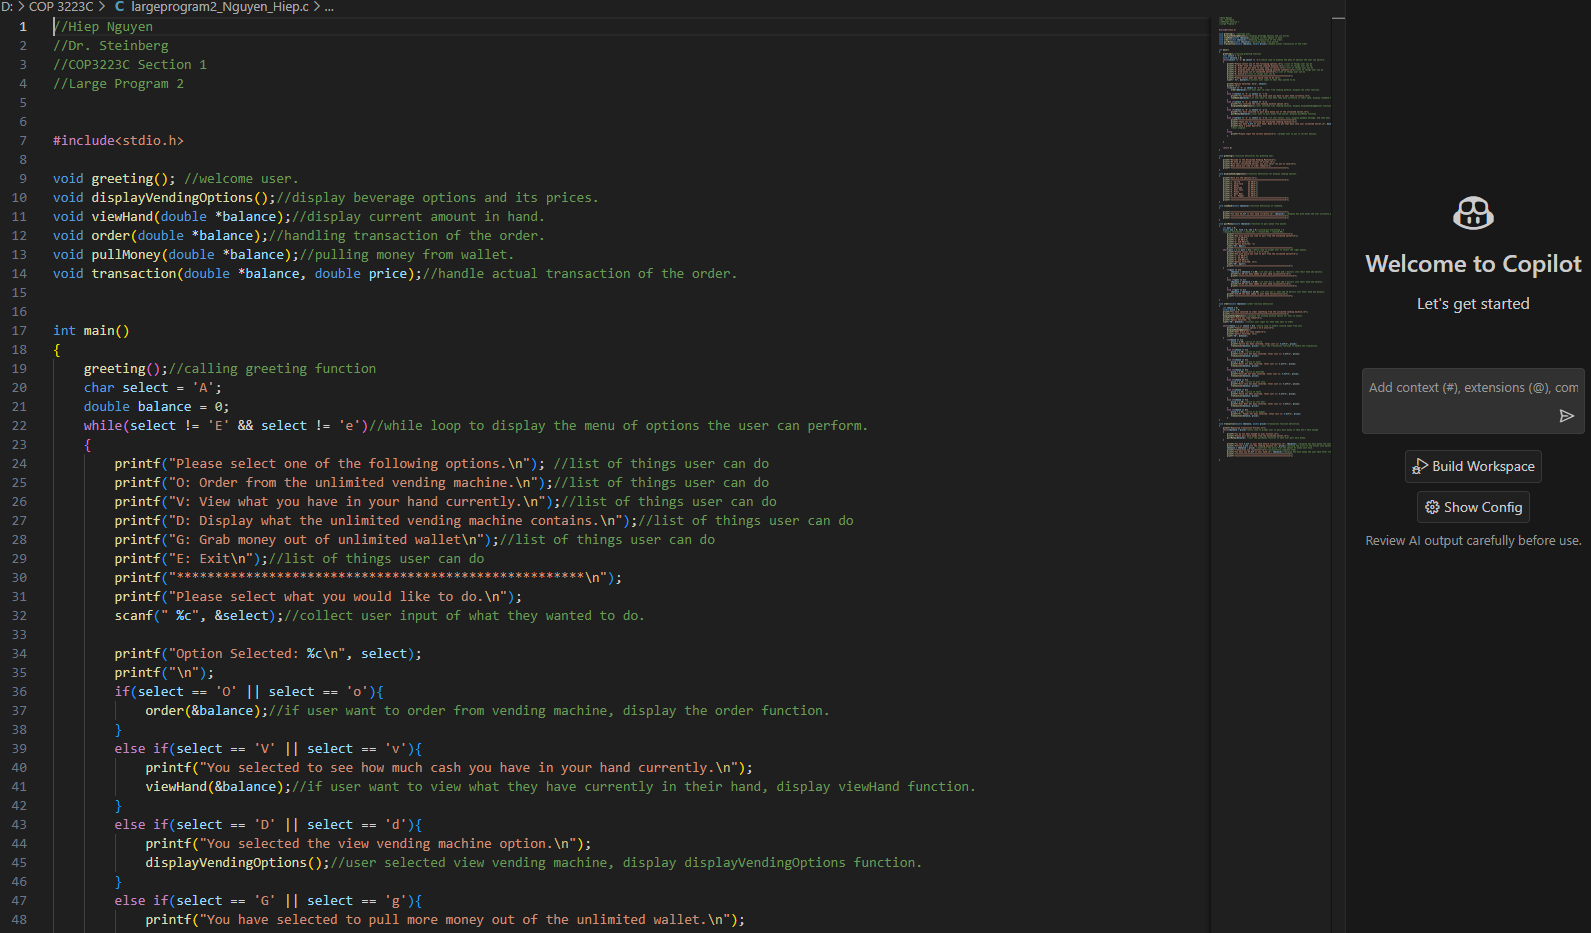 D: > COP 3223C > C largeprogram2_Nguyen_Hiep.c > ...
1 //Hiep Nguyen
2 //Dr. Steinberg
3 //COP3223C Section 1
4 //Large Program 2
5
6
7 #include<stdio.h>
8
9 void greeting(); //welcome user.
10 void displayVendingOptions();//display beverage options and its prices.
11 void viewHand(double *balance);//display current amount in hand.
12 void order(double *balance);//handling transaction of the order.
13 void pullMoney(double *balance);//pulling money from wallet.
14 void transaction(double *balance, double price);//handle actual transaction of the order.
15
16
17 int main()
18 {
19     greeting();//calling greeting function
20     char select = 'A';
21     double balance = 0;
22     while(select != 'E' && select != 'e')//while loop to display the menu of options the user can perform.
23     {
24         printf("Please select one of the following options.\n"); //list of things user can do
25         printf("O: Order from the unlimited vending machine.\n");//list of things user can do
26         printf("V: View what you have in your hand currently.\n");//list of things user can do
27         printf("D: Display what the unlimited vending machine contains.\n");//list of things user can do
28         printf("G: Grab money out of unlimited wallet\n");//list of things user can do
29         printf("E: Exit\n");//list of things user can do
30         printf("*****************************************************\n");
31         printf("Please select what you would like to do.\n");
32         scanf(" %c", &select);//collect user input of what they wanted to do.
33
34         printf("Option Selected: %c\n", select);
35         printf("\n");
36         if(select == 'O' || select == 'o'){
37             order(&balance);//if user want to order from vending machine, display the order function.
38         }
39         else if(select == 'V' || select == 'v'){
40             printf("You selected to see how much cash you have in your hand currently.\n");
41             viewHand(&balance);//if user want to view what they have currently in their hand, display viewHand function.
42         }
43         else if(select == 'D' || select == 'd'){
44             printf("You selected the view vending machine option.\n");
45             displayVendingOptions();//user selected view vending machine, display displayVendingOptions function.
46         }
47         else if(select == 'G' || select == 'g'){
48             printf("You have selected to pull more money out of the unlimited wallet.\n");
Welcome to Copilot
Let's get started
Add context (#), extensions (@), com
Build Workspace
Show Config
Review AI output carefully before use.